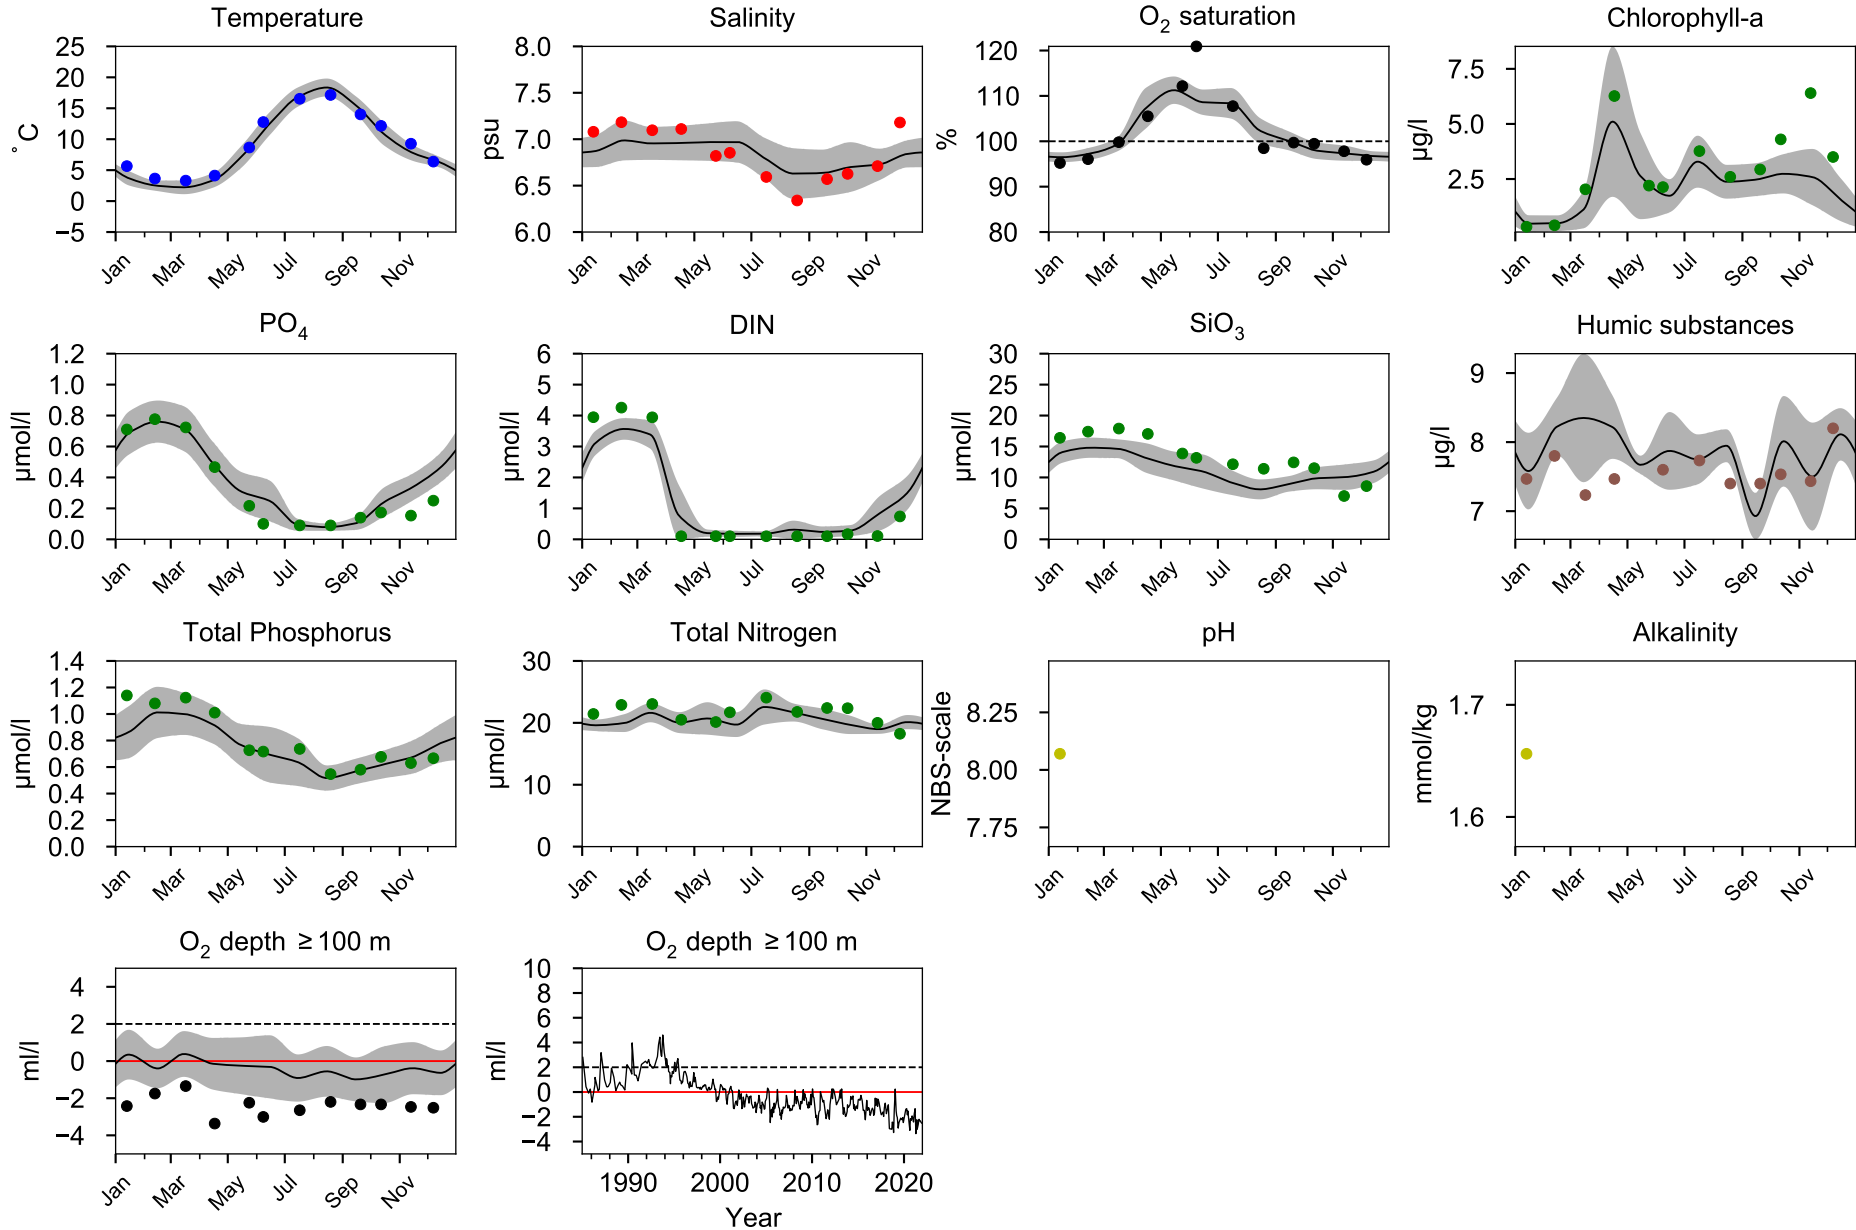 Temperature
Salinity
O2 saturation
Chlorophyll-a
25
20
15
10
5
0
−5
°C
Jan Mar May Jul Sep Nov
8.0
7.5
7.0
6.5
6.0
psu
Jan Mar May Jul Sep Nov
120
110
100
90
80
%
Jan Mar May Jul Sep Nov
7.5
5.0
2.5
µg/l
Jan Mar May Jul Sep Nov
PO4
DIN
SiO3
Humic substances
1.2
1.0
0.8
0.6
0.4
0.2
0.0
µmol/l
Jan Mar May Jul Sep Nov
6
5
4
3
2
1
0
µmol/l
Jan Mar May Jul Sep Nov
30
25
20
15
10
5
0
µmol/l
Jan Mar May Jul Sep Nov
9
8
7
µg/l
Jan Mar May Jul Sep Nov
Total Phosphorus
Total Nitrogen
pH
Alkalinity
1.4
1.2
1.0
0.8
0.6
0.4
0.2
0.0
µmol/l
Jan Mar May Jul Sep Nov
30
20
10
0
µmol/l
Jan Mar May Jul Sep Nov
8.25
8.00
7.75
NBS-scale
Jan Mar May Jul Sep Nov
1.7
1.6
mmol/kg
Jan Mar May Jul Sep Nov
O2 depth ≥ 100 m
O2 depth ≥ 100 m
4
2
0
−2
−4
ml/l
Jan Mar May Jul Sep Nov
10
8
6
4
2
0
−2
−4
ml/l
1990 2000 2010 2020
Year